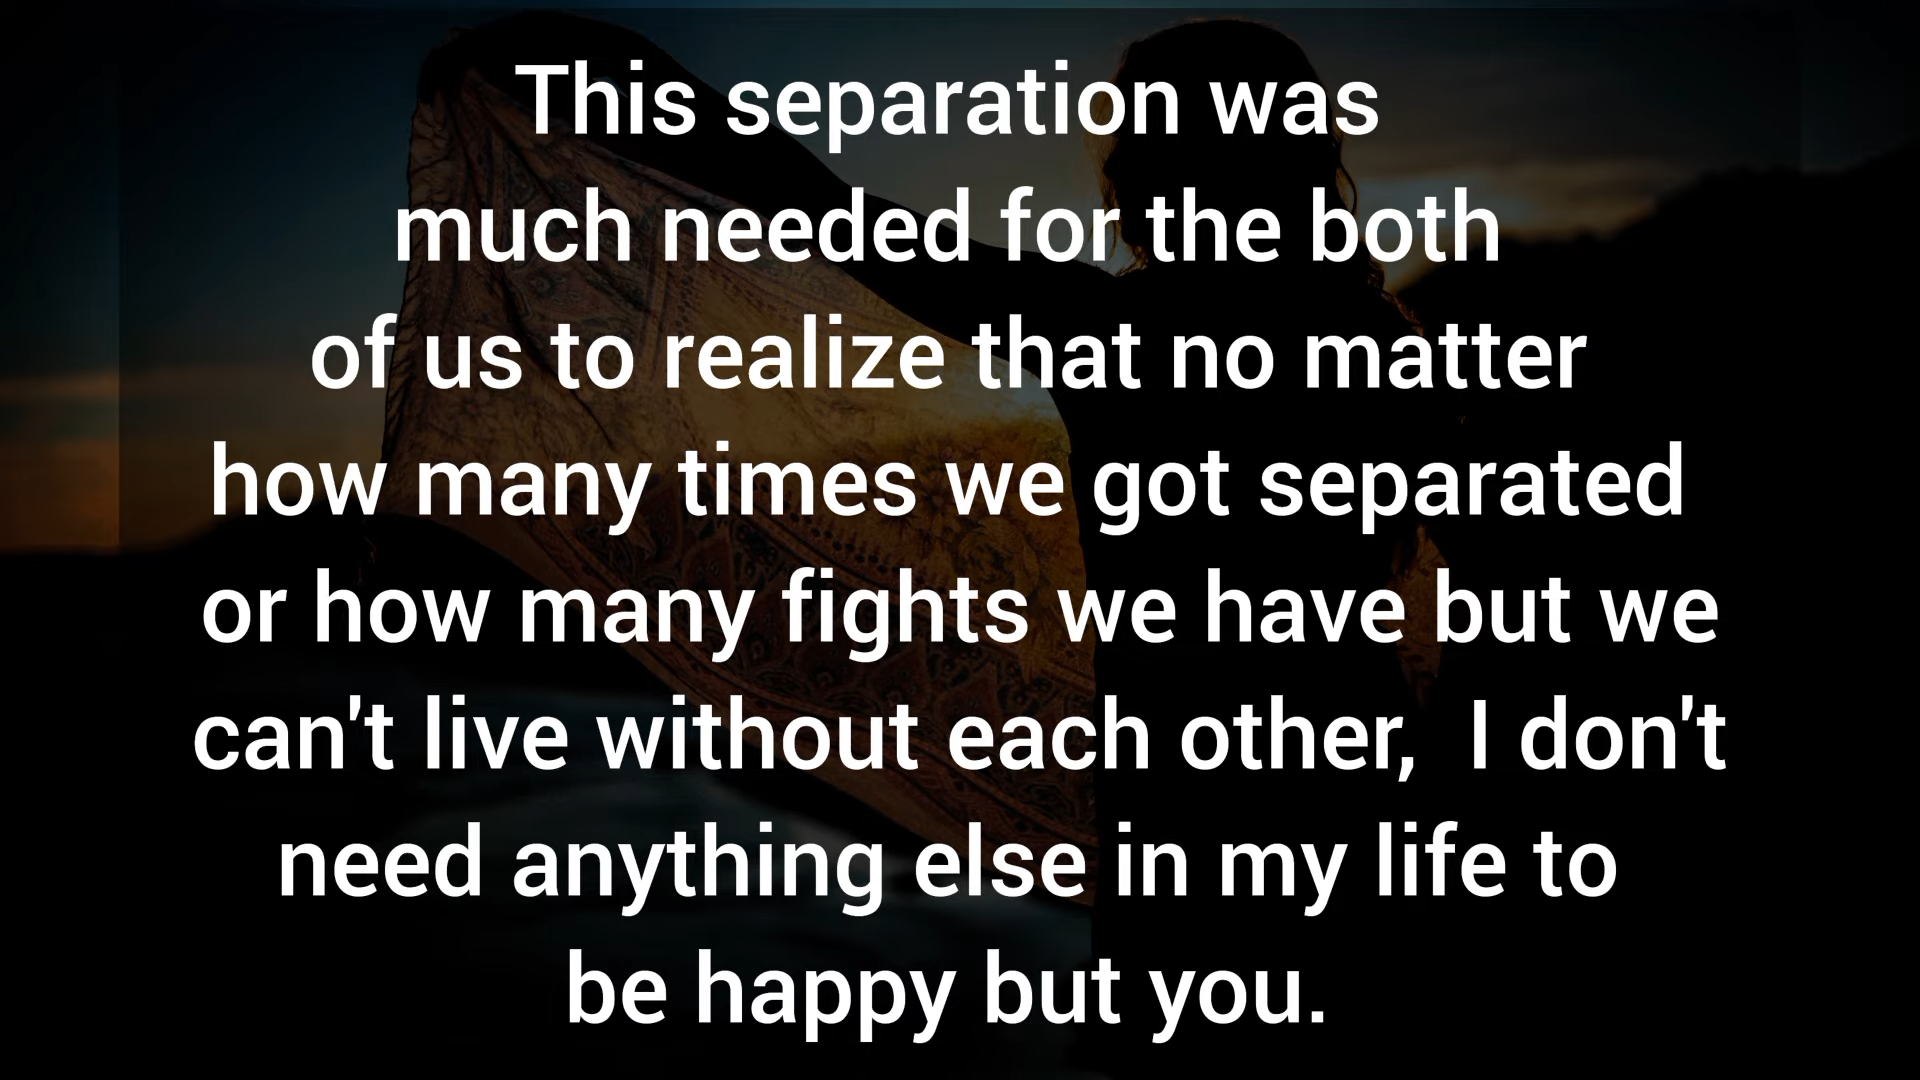 This separation was
much needed for the both
of us to realize that no matter
how many times we got separated
or how many fights we have but we
can't live without each other,  I don't
need anything else in my life to
be happy but you.